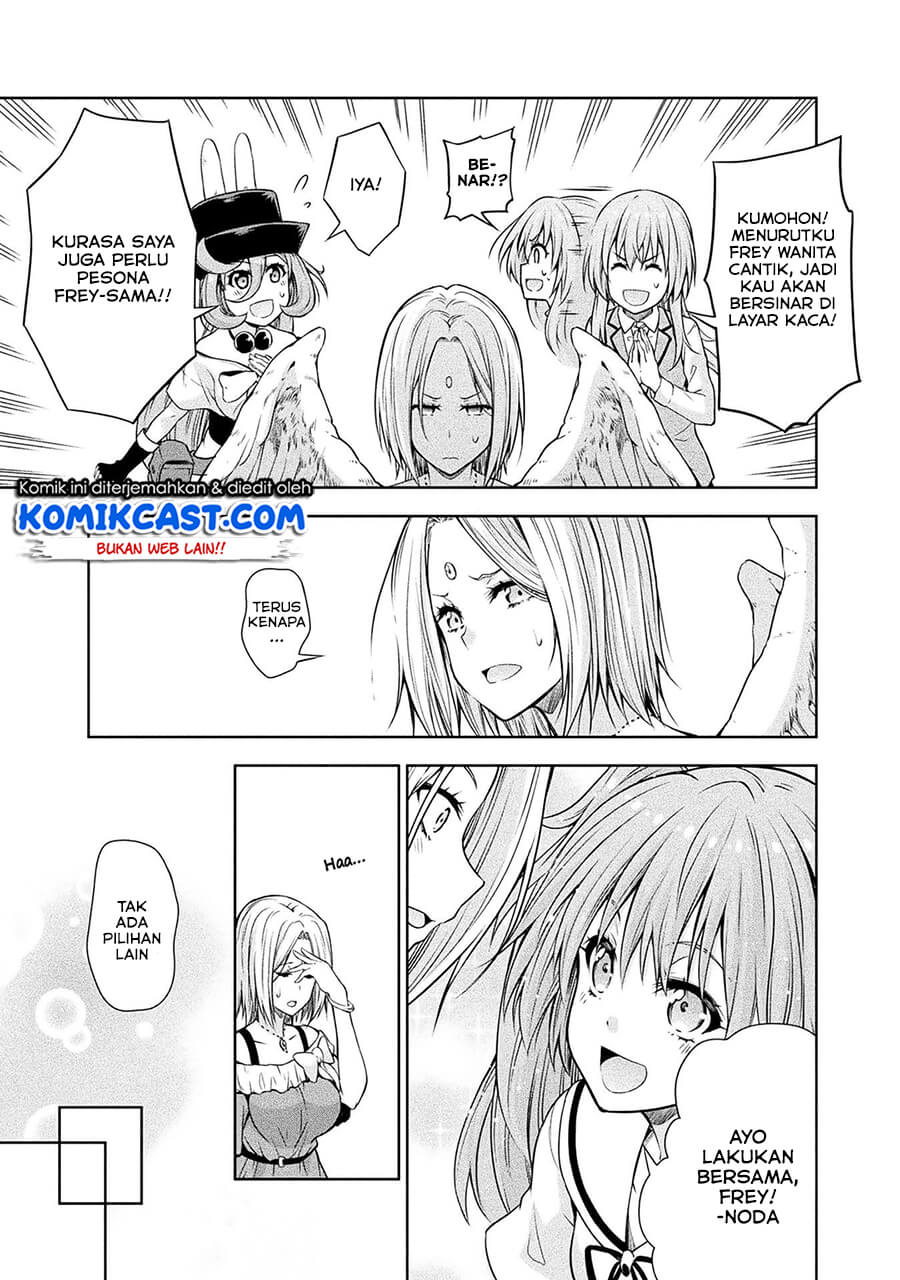 KUMOHON!
MENURUTKU
FREY WANITA
CANTIK, JADI
KAU AKAN
BERSINAR DI
LAYAR KACA!
BE-
NAR!?
IYA!
KURASA SAYA
JUGA PERLU
PESONA
FREY-SAMA!!
Komik ini diterjemahkan & diedit oleh
KOMIKCAST.COM
BUKAN WEB LAIN!!
TERUS
KENAPA
...
AYO
LAKUKAN
BERSAMA,
FREY!
-NODA
Haa...
TAK
ADA
PILIHAN
LAIN